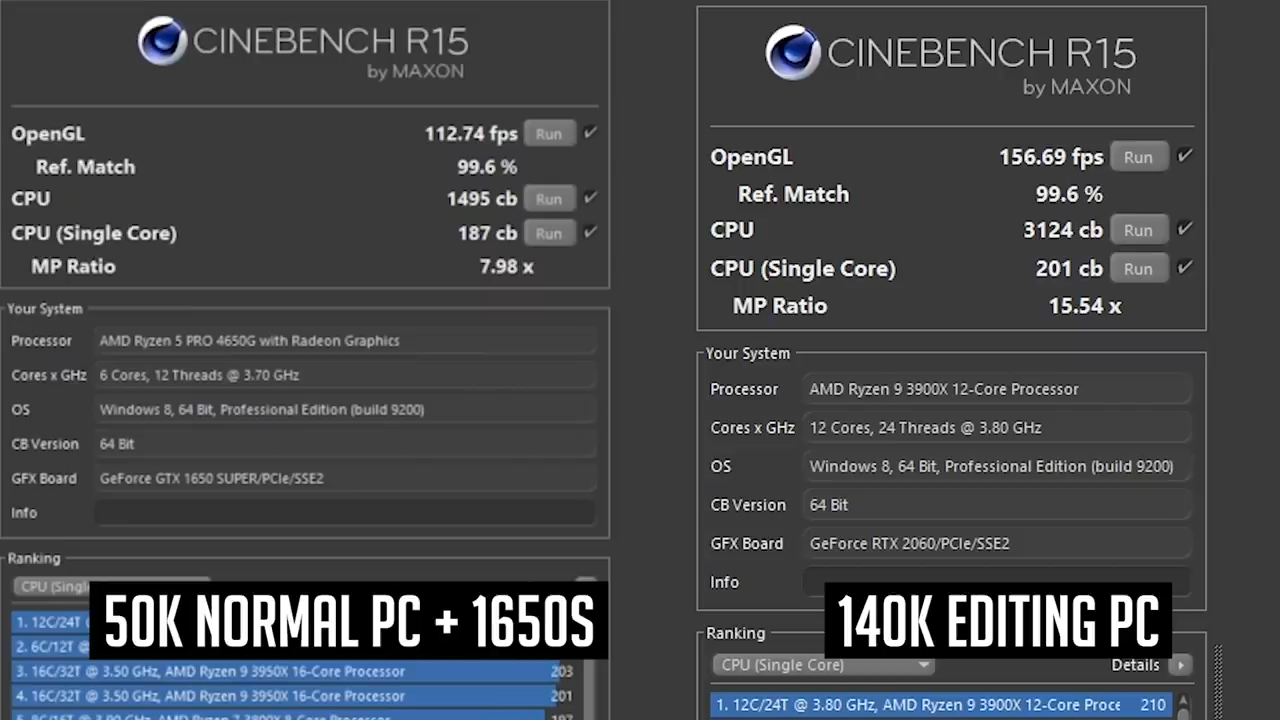 CINEBENCH R15
by MAXON
OpenGL 112.74 fps Run
Ref. Match 99.6 %
CPU 1495 cb Run
CPU (Single Core) 187 cb Run
MP Ratio 7.98 x
Your System
Processor AMD Ryzen 5 PRO 4650G with Radeon Graphics
Cores x GHz 6 Cores, 12 Threads @ 3.70 GHz
OS Windows 8, 64 Bit, Professional Edition (build 9200)
CB Version 64 Bit
GFX Board GeForce GTX 1650 SUPER/PCIe/SSE2
Info
Ranking
CPU (Singl
1. 12C/24T @
2. 6C/12T @
3. 16C/32T @ 3.50 GHz, AMD Ryzen 9 3950X 16-Core Processor 203
4. 16C/32T @ 3.50 GHz, AMD Ryzen 9 3950X 16-Core Processor 201
50K NORMAL PC + 1650S
CINEBENCH R15
by MAXON
OpenGL 156.69 fps Run
Ref. Match 99.6 %
CPU 3124 cb Run
CPU (Single Core) 201 cb Run
MP Ratio 15.54 x
Your System
Processor AMD Ryzen 9 3900X 12-Core Processor
Cores x GHz 12 Cores, 24 Threads @ 3.80 GHz
OS Windows 8, 64 Bit, Professional Edition (build 9200)
CB Version 64 Bit
GFX Board GeForce RTX 2060/PCIe/SSE2
Info
140K EDITING PC
Ranking
CPU (Single Core) Details
1. 12C/24T @ 3.80 GHz, AMD Ryzen 9 3900X 12-Core Proce 210